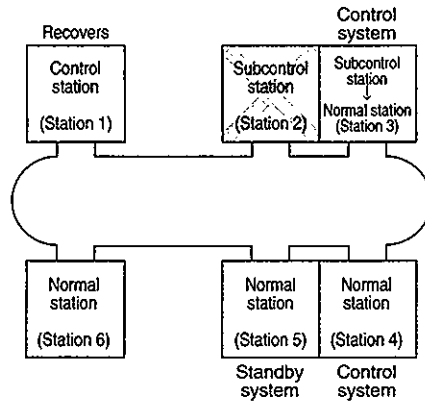 Recovers
Control
station
(Station 1)
Subcontrol
station
(Station 2)
Control
system
Subcontrol
station
↓
Normal station
(Station 3)
Normal
station
(Station 6)
Normal
station
(Station 5)
Standby
system
Normal
station
(Station 4)
Control
system